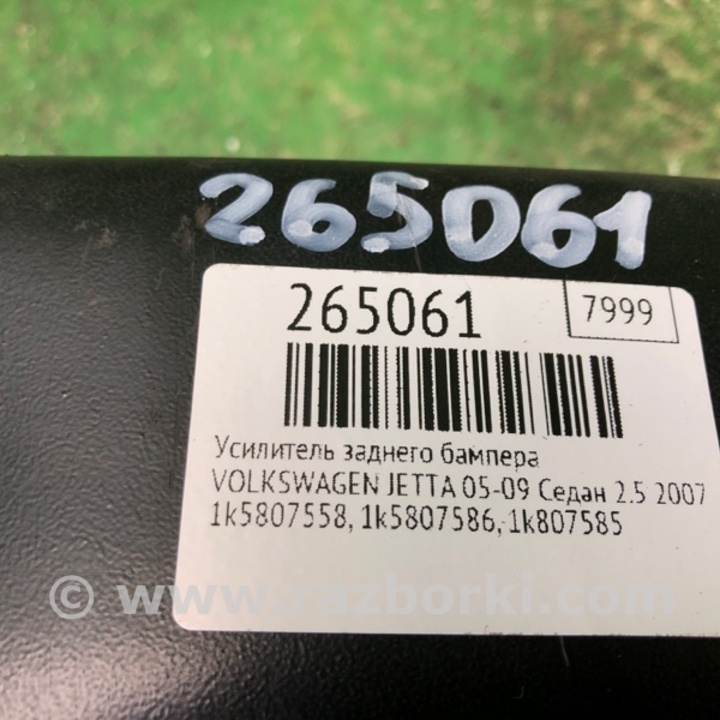 265061
265061
7999
Усилитель заднего бампера
VOLKSWAGEN JETTA 05-09 Седан 2.5 2007
1k5807558, 1k5807586, 1k807585
© www.razborki.com